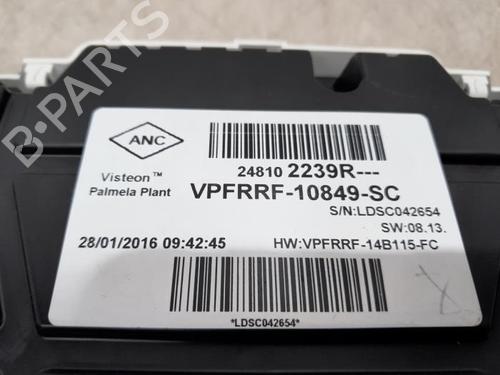 B-PARTS
ANC
Visteon™
Palmela Plant
24810 2239R---
VPFRRF-10849-SC
S/N:LDSC042654
SW:08.13.
28/01/2016 09:42:45
HW:VPFRRF-14B115-FC
*LDSC042654*